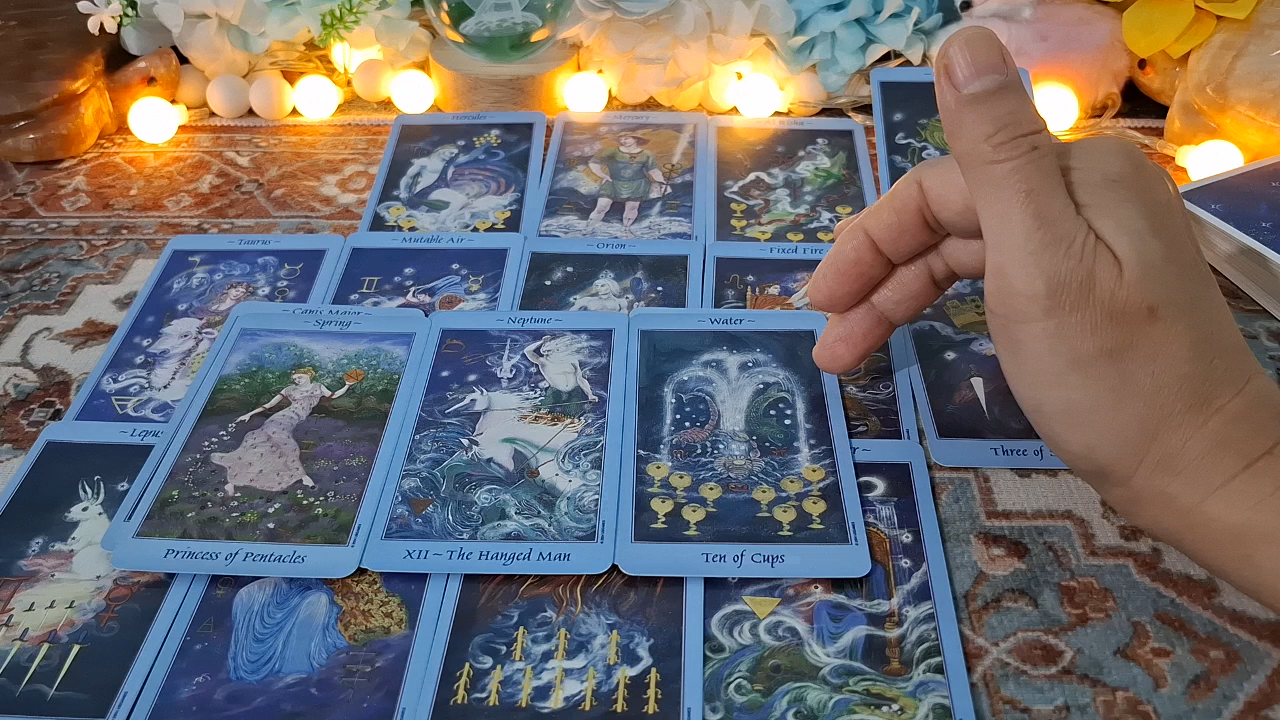 ~ Hercules ~
~ Mercury ~
~ Taurus ~
~ Mutable Air ~
~ Orion ~
~ Fixed Fire
~ Canis Major ~
~ Spring ~
~ Neptune ~
~ Water ~
~ Lepus
Three of
Princess of Pentacles
XII ~ The Hanged Man
Ten of Cups